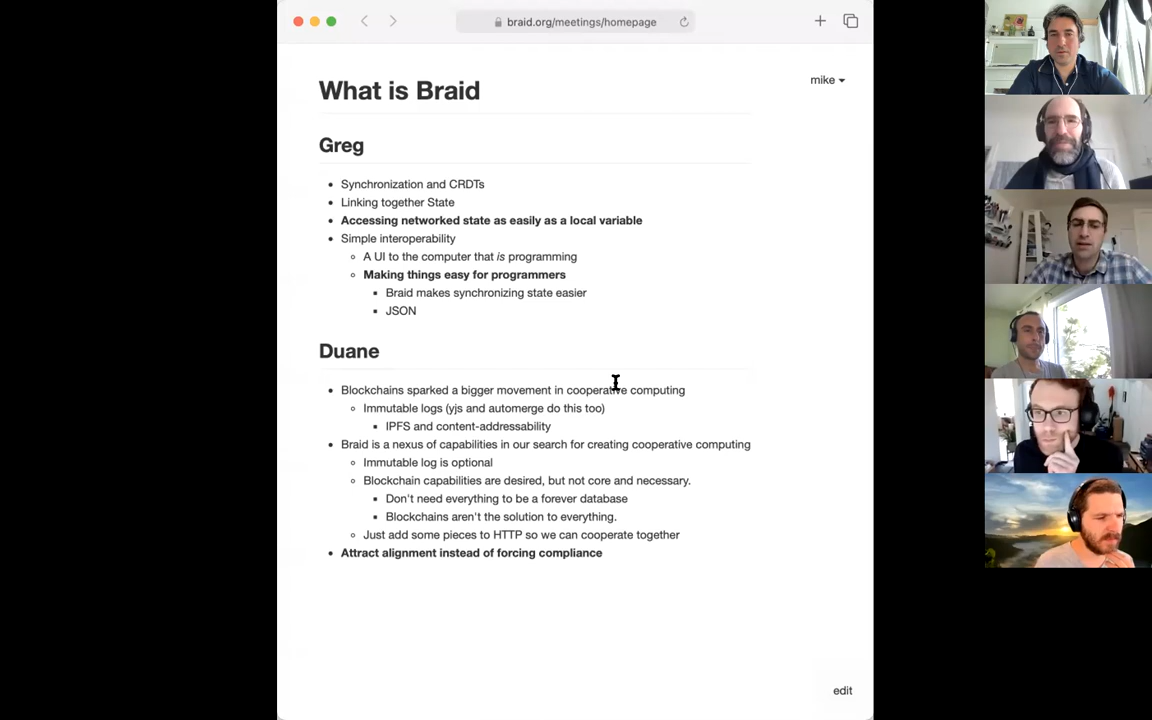 braid.org/meetings/homepage
mike
What is Braid
Greg
Synchronization and CRDTs
Linking together State
Accessing networked state as easily as a local variable
Simple interoperability
A UI to the computer that is programming
Making things easy for programmers
Braid makes synchronizing state easier
JSON
Duane
Blockchains sparked a bigger movement in cooperative computing
Immutable logs (yjs and automerge do this too)
IPFS and content-addressability
Braid is a nexus of capabilities in our search for creating cooperative computing
Immutable log is optional
Blockchain capabilities are desired, but not core and necessary.
Don't need everything to be a forever database
Blockchains aren't the solution to everything.
Just add some pieces to HTTP so we can cooperate together
Attract alignment instead of forcing compliance
edit